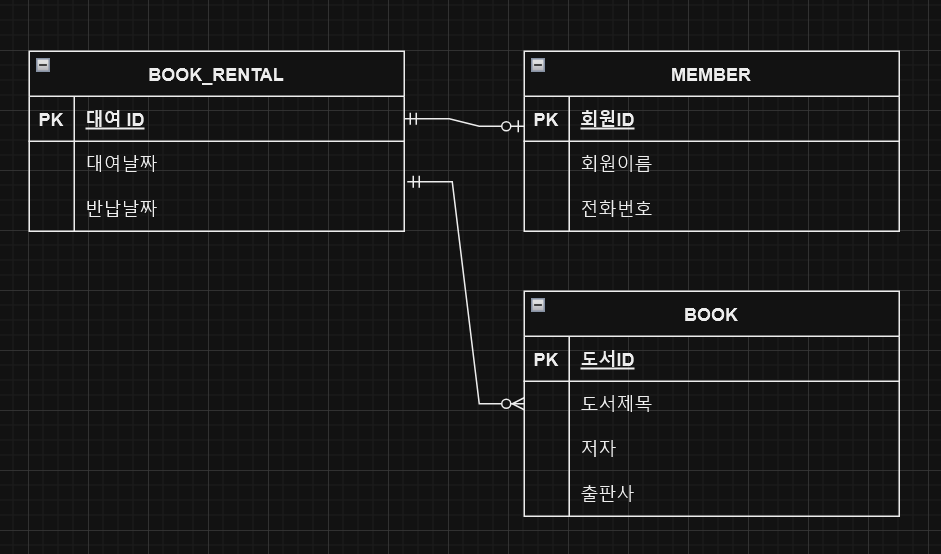 BOOK_RENTAL
PK 대여 ID
대여날짜
반납날짜
MEMBER
PK 회원ID
회원이름
전화번호
BOOK
PK 도서ID
도서제목
저자
출판사